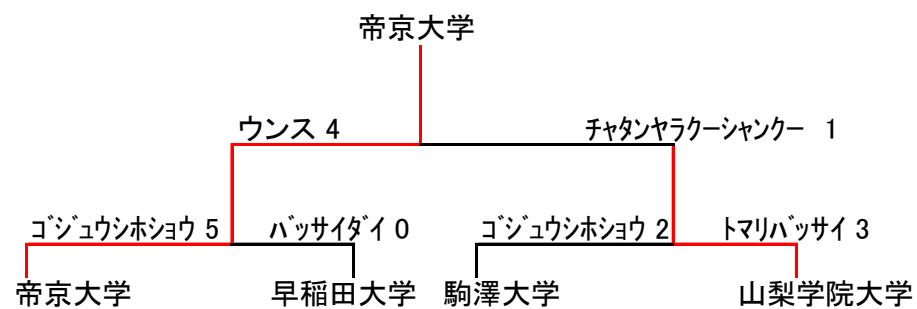 帝京大学
ウンス 4 チャタンヤラクーシャンクー 1
ゴジュウシホショウ 5 バッサイダイ 0 ゴジュウシホショウ 2 トマリバッサイ 3
帝京大学 早稲田大学 駒澤大学 山梨学院大学